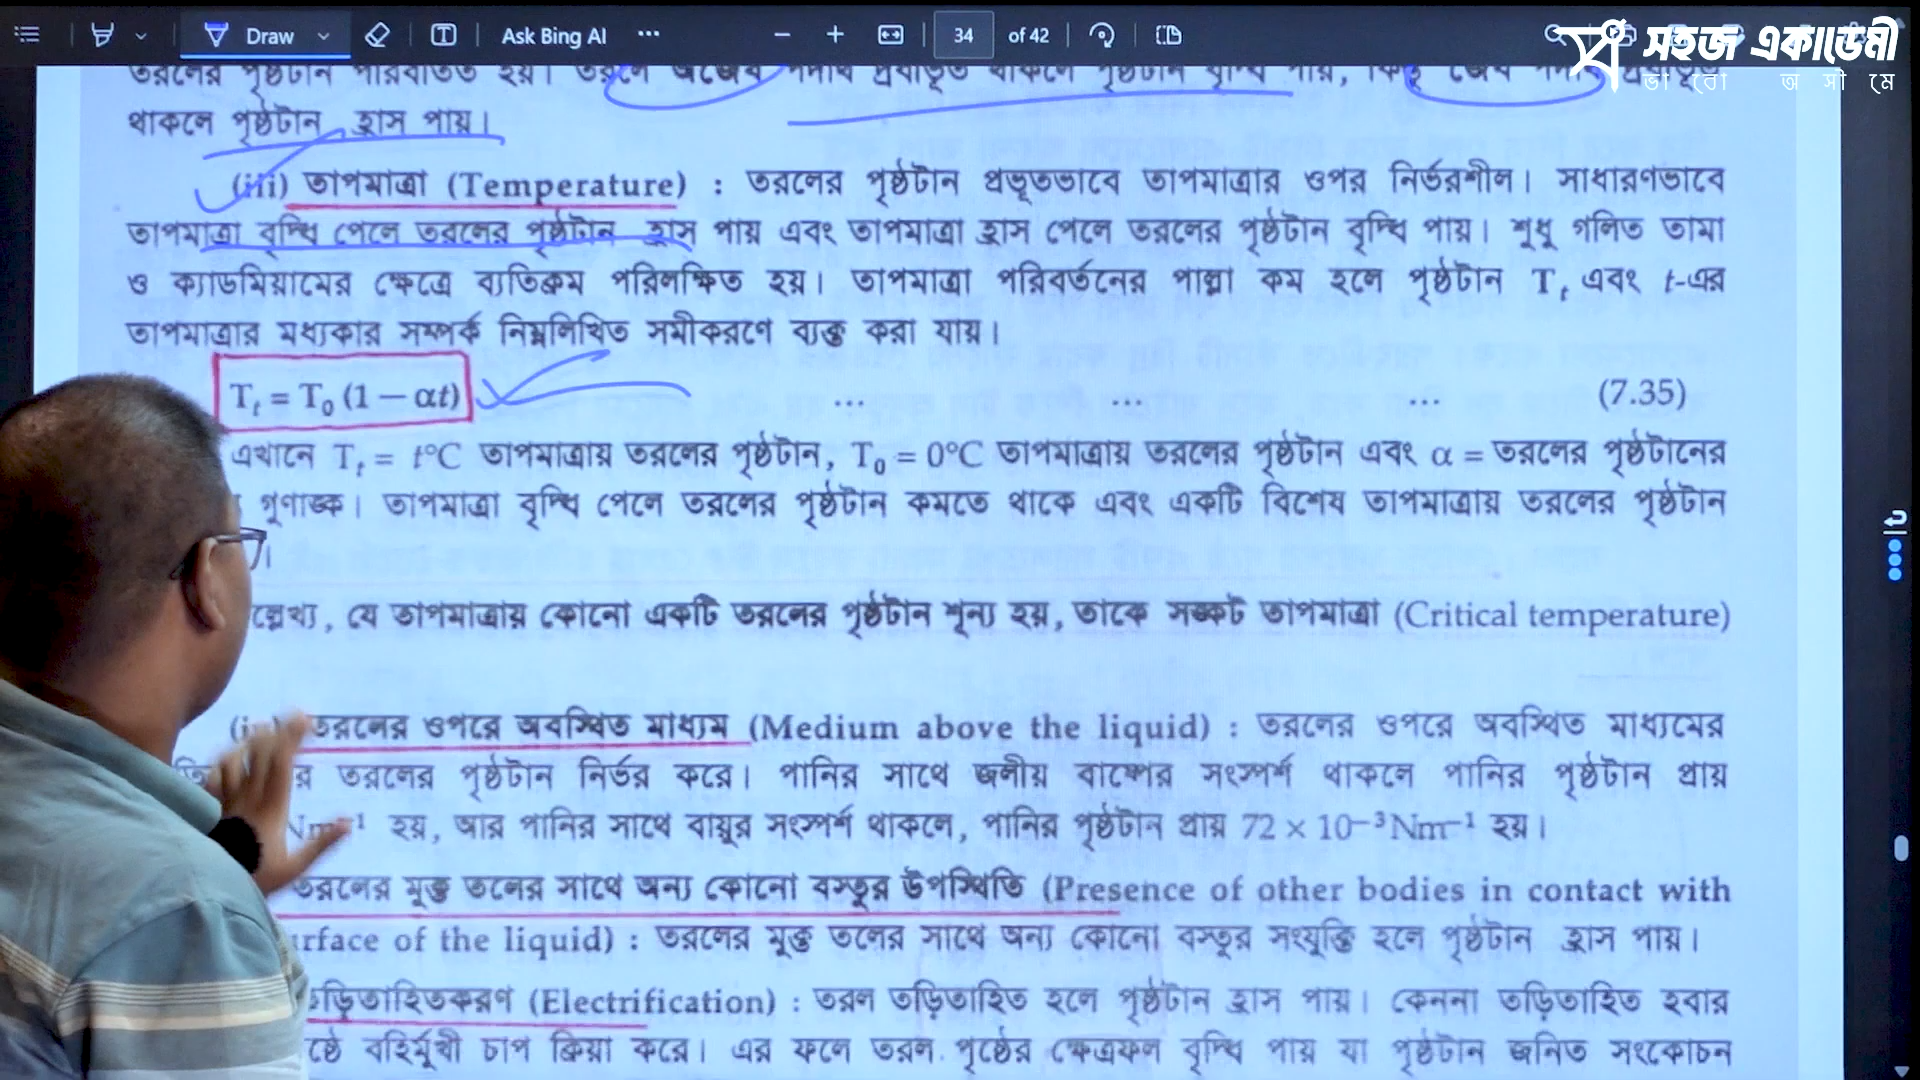 Draw
Ask Bing AI
34 of 42
সহজ একাডেমী
ভাবো অসীমে
থাকলে পৃষ্ঠটান হ্রাস পায়।
(iii) তাপমাত্রা (Temperature) : তরলের পৃষ্ঠটান প্রভূতভাবে তাপমাত্রার ওপর নির্ভরশীল। সাধারণভাবে
তাপমাত্রা বৃদ্ধি পেলে তরলের পৃষ্ঠটান হ্রাস পায় এবং তাপমাত্রা হ্রাস পেলে তরলের পৃষ্ঠটান বৃদ্ধি পায়। শুধু গলিত তামা
ও ক্যাডমিয়ামের ক্ষেত্রে ব্যতিক্রম পরিলক্ষিত হয়। তাপমাত্রা পরিবর্তনের পাল্লা কম হলে পৃষ্ঠটান Tₜ এবং t-এর
তাপমাত্রার মধ্যকার সম্পর্ক নিম্নলিখিত সমীকরণে ব্যক্ত করা যায়।
Tₜ = T₀ (1 — αt) ... ... ... (7.35)
এখানে Tₜ = t°C তাপমাত্রায় তরলের পৃষ্ঠটান, T₀ = 0°C তাপমাত্রায় তরলের পৃষ্ঠটান এবং α = তরলের পৃষ্ঠটানের
গুণাঙ্ক। তাপমাত্রা বৃদ্ধি পেলে তরলের পৃষ্ঠটান কমতে থাকে এবং একটি বিশেষ তাপমাত্রায় তরলের পৃষ্ঠটান
যে তাপমাত্রায় কোনো একটি তরলের পৃষ্ঠটান শূন্য হয়, তাকে সঙ্কট তাপমাত্রা (Critical temperature)
তরলের ওপরে অবস্থিত মাধ্যম (Medium above the liquid) : তরলের ওপরে অবস্থিত মাধ্যমের
তরলের পৃষ্ঠটান নির্ভর করে। পানির সাথে জলীয় বাষ্পের সংস্পর্শ থাকলে পানির পৃষ্ঠটান প্রায়
হয়, আর পানির সাথে বায়ুর সংস্পর্শ থাকলে, পানির পৃষ্ঠটান প্রায় 72 × 10⁻³Nm⁻¹ হয়।
তরলের মুক্ত তলের সাথে অন্য কোনো বস্তুর উপস্থিতি (Presence of other bodies in contact with
of the liquid) : তরলের মুক্ত তলের সাথে অন্য কোনো বস্তুর সংযুক্তি হলে পৃষ্ঠটান হ্রাস পায়।
(Electrification) : তরল তড়িতাহিত হলে পৃষ্ঠটান হ্রাস পায়। কেননা তড়িতাহিত হবার
বহির্মুখী চাপ ক্রিয়া করে। এর ফলে তরল পৃষ্ঠের ক্ষেত্রফল বৃদ্ধি পায় যা পৃষ্ঠটান জনিত সংকোচন